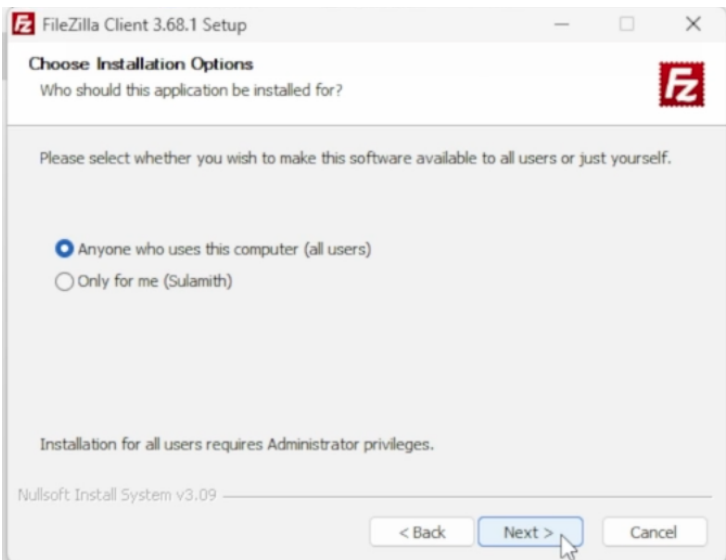 FileZilla Client 3.68.1 Setup
Choose Installation Options
Who should this application be installed for?
Please select whether you wish to make this software available to all users or just yourself.
Anyone who uses this computer (all users)
Only for me (Sulamith)
Installation for all users requires Administrator privileges.
Nullsoft Install System v3.09
< Back Next > Cancel